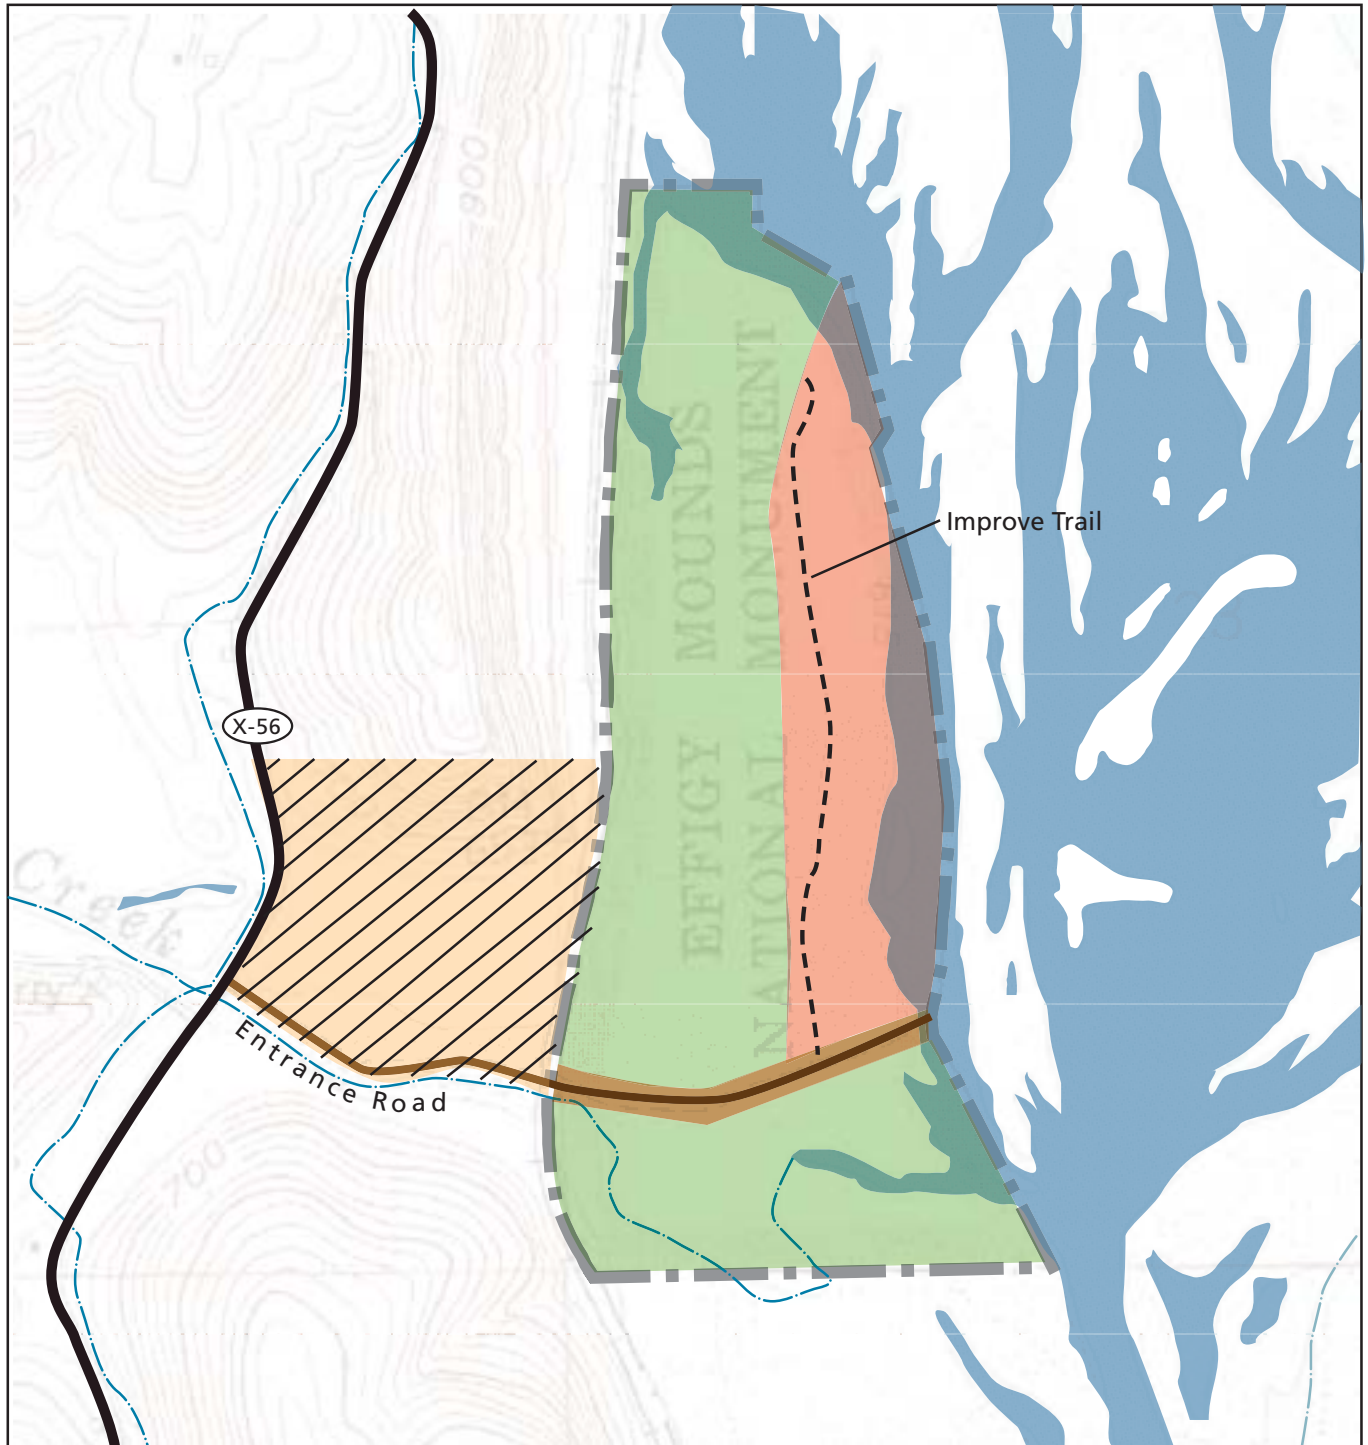 900
Improve Trail
X-56
EFFIGY MOUNDS
NATIONAL MONUMENT
Creek
Entrance Road
700